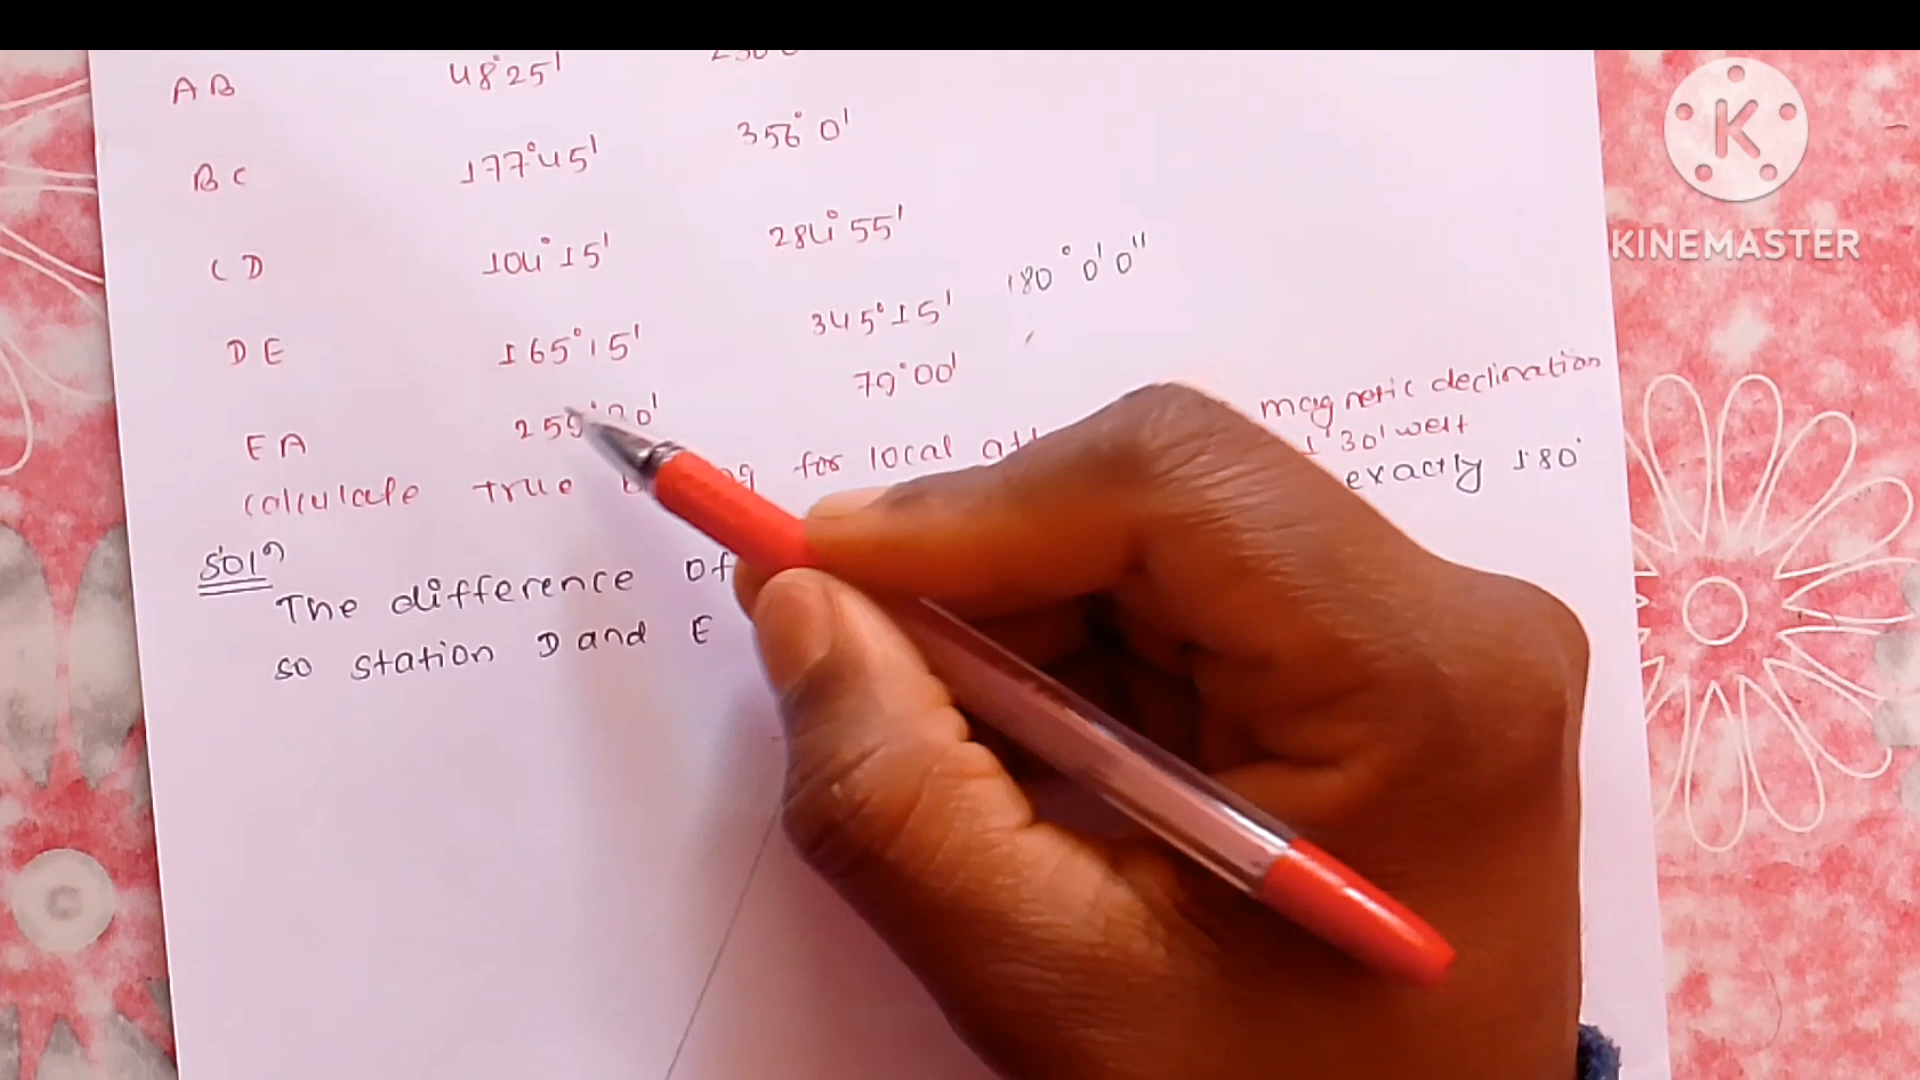 AB 48°25'
BC 177°45' 356°0'
CD 104°15' 284°55'
DE 165°15' 345°15' 180°0'0"
EA 79°00'
calculate true for local magnetic declination
1°30' west
exactly 180°
Solⁿ
The difference of
so station D and E
K
KINEMASTER